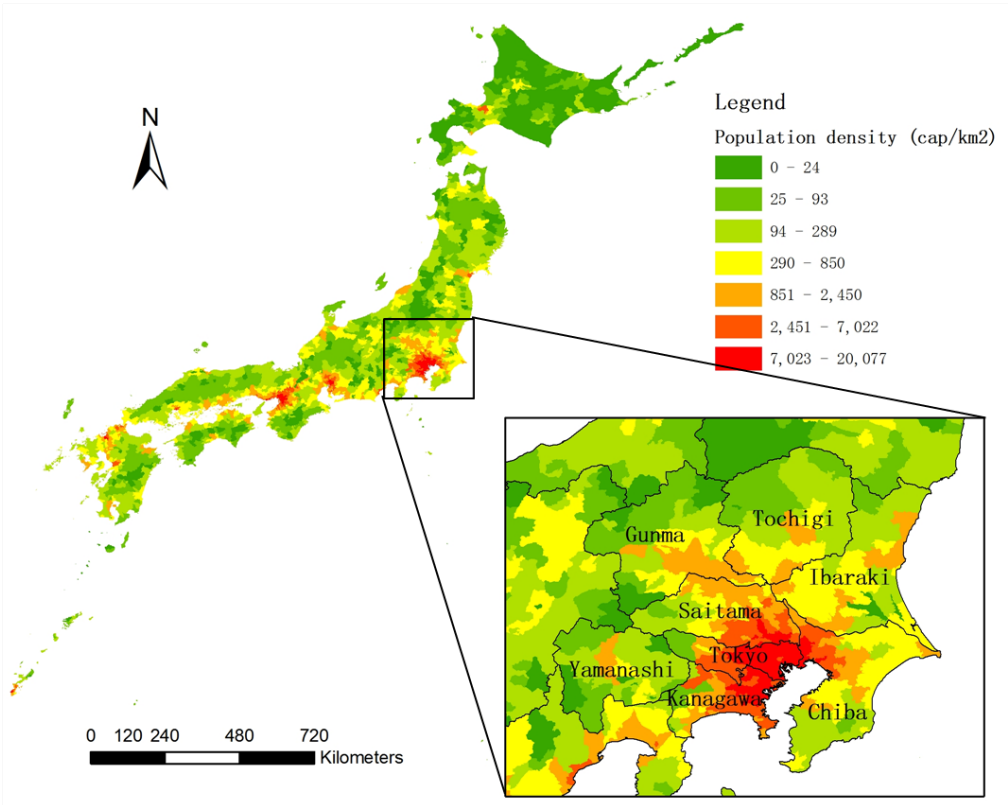 N
Legend
Population density (cap/km2)
0 - 24
25 - 93
94 - 289
290 - 850
851 - 2,450
2,451 - 7,022
7,023 - 20,077
Tochigi
Gunma
Ibaraki
Saitama
Tokyo
Yamanashi
Kanagawa
Chiba
0 120 240 480 720
Kilometers